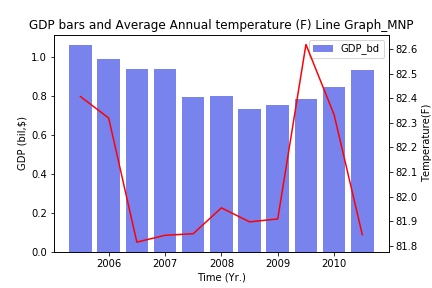 GDP bars and Average Annual temperature (F) Line Graph_MNP
GDP_bd
1.0
0.8
0.6
0.4
0.2
0.0
GDP (bil,$)
82.6
82.5
82.4
82.3
82.2
82.1
82.0
81.9
81.8
Temperature(F)
2006 2007 2008 2009 2010
Time (Yr.)